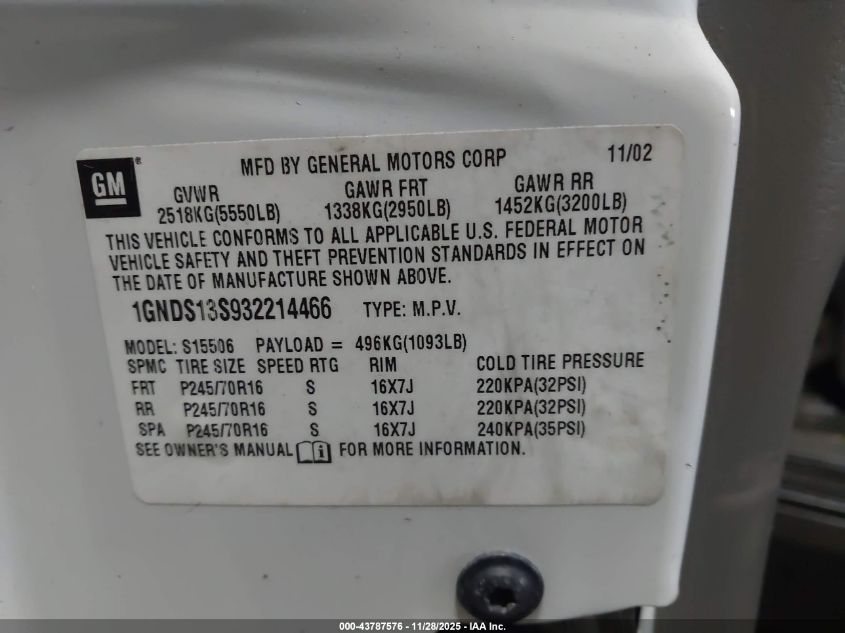 GM
MFD BY GENERAL MOTORS CORP 11/02
GVWR GAWR FRT GAWR RR
2518KG(5550LB) 1338KG(2950LB) 1452KG(3200LB)
THIS VEHICLE CONFORMS TO ALL APPLICABLE U.S. FEDERAL MOTOR
VEHICLE SAFETY AND THEFT PREVENTION STANDARDS IN EFFECT ON
THE DATE OF MANUFACTURE SHOWN ABOVE.
1GNDS13S932214466 TYPE: M.P.V.
MODEL: S15506 PAYLOAD = 496KG(1093LB)
SPMC TIRE SIZE SPEED RTG RIM COLD TIRE PRESSURE
FRT P245/70R16 S 16X7J 220KPA(32PSI)
RR P245/70R16 S 16X7J 220KPA(32PSI)
SPA P245/70R16 S 16X7J 240KPA(35PSI)
SEE OWNER'S MANUAL i FOR MORE INFORMATION.
000-43787576 | 11/28/2025 - IAA Inc.